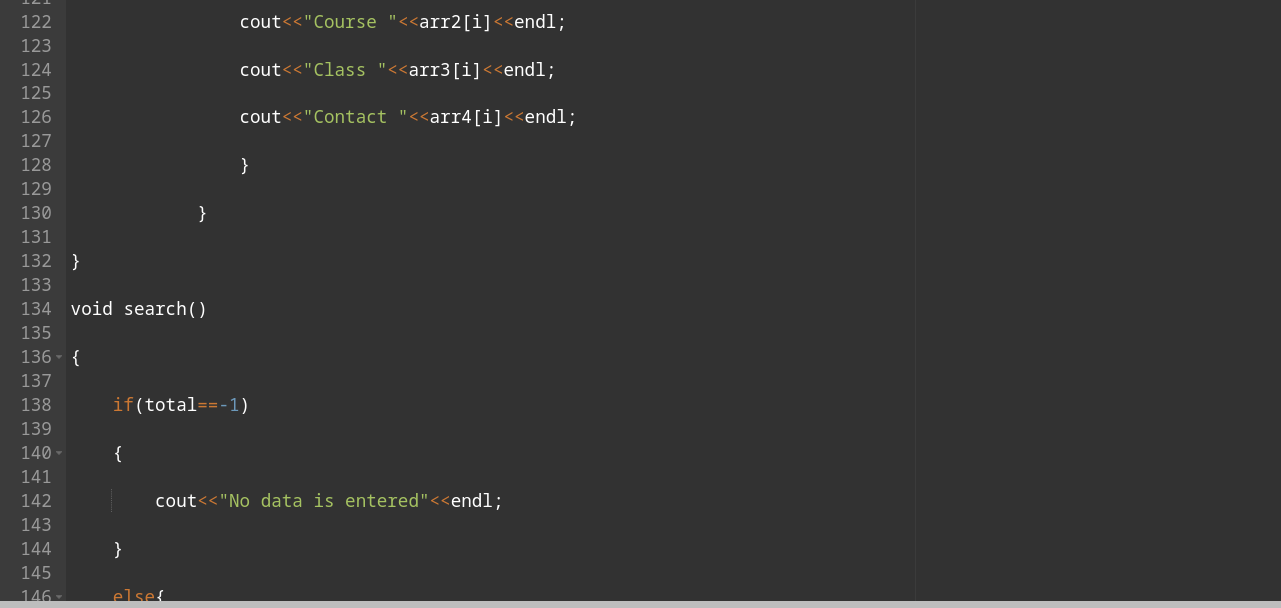 121
122 cout<<"Course "<<arr2[i]<<endl;
123
124 cout<<"Class "<<arr3[i]<<endl;
125
126 cout<<"Contact "<<arr4[i]<<endl;
127
128 }
129
130 }
131
132 }
133
134 void search()
135
136 {
137
138 if(total==-1)
139
140 {
141
142 cout<<"No data is entered"<<endl;
143
144 }
145
146 else{